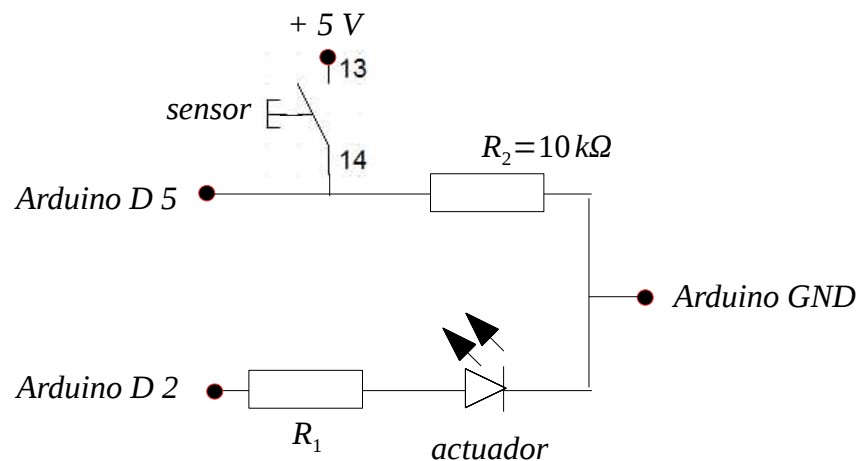 + 5 V
13
sensor
14
R₂=10 kΩ
Arduino D 5
Arduino GND
Arduino D 2
R₁
actuador